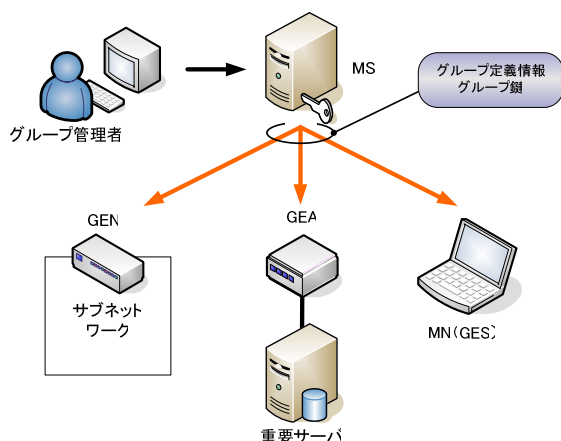 MS
グループ定義情報
グループ鍵
グループ管理者
GEN
GEA
サブネット
ワーク
MN(GES)
重要サーバ